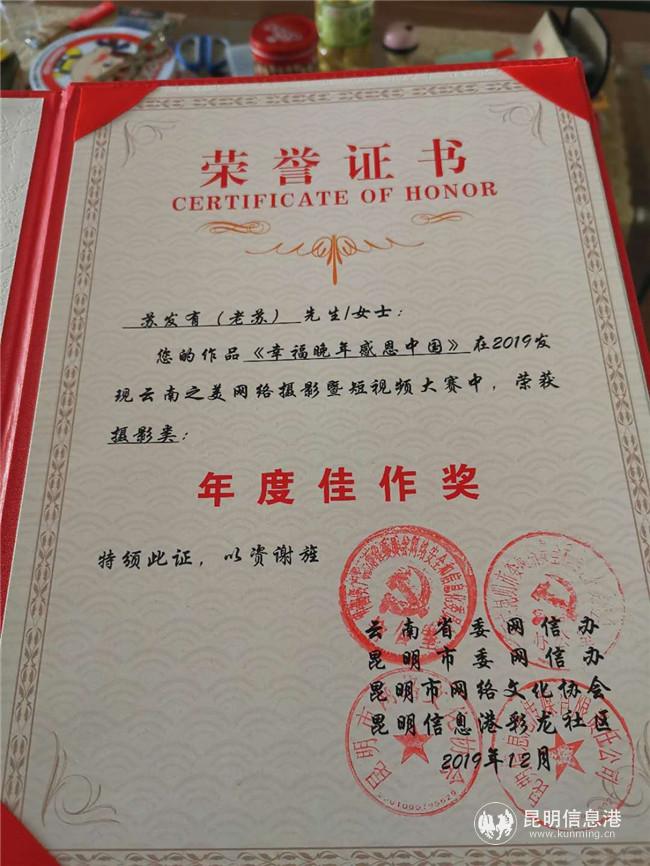 荣誉证书
CERTIFICATE OF HONOR
苏发有（老苏） 先生/女士：
您的作品《幸福晚年感恩中国》在2019发
现云南之美网络摄影暨短视频大赛中，荣获
摄影类：
年度佳作奖
特颁此证，以资谢旌
云南省委网信办
昆明市委网信办
昆明市网络文化协会
昆明信息港彩龙社区
2019年12月
昆明信息港
www.kunming.cn